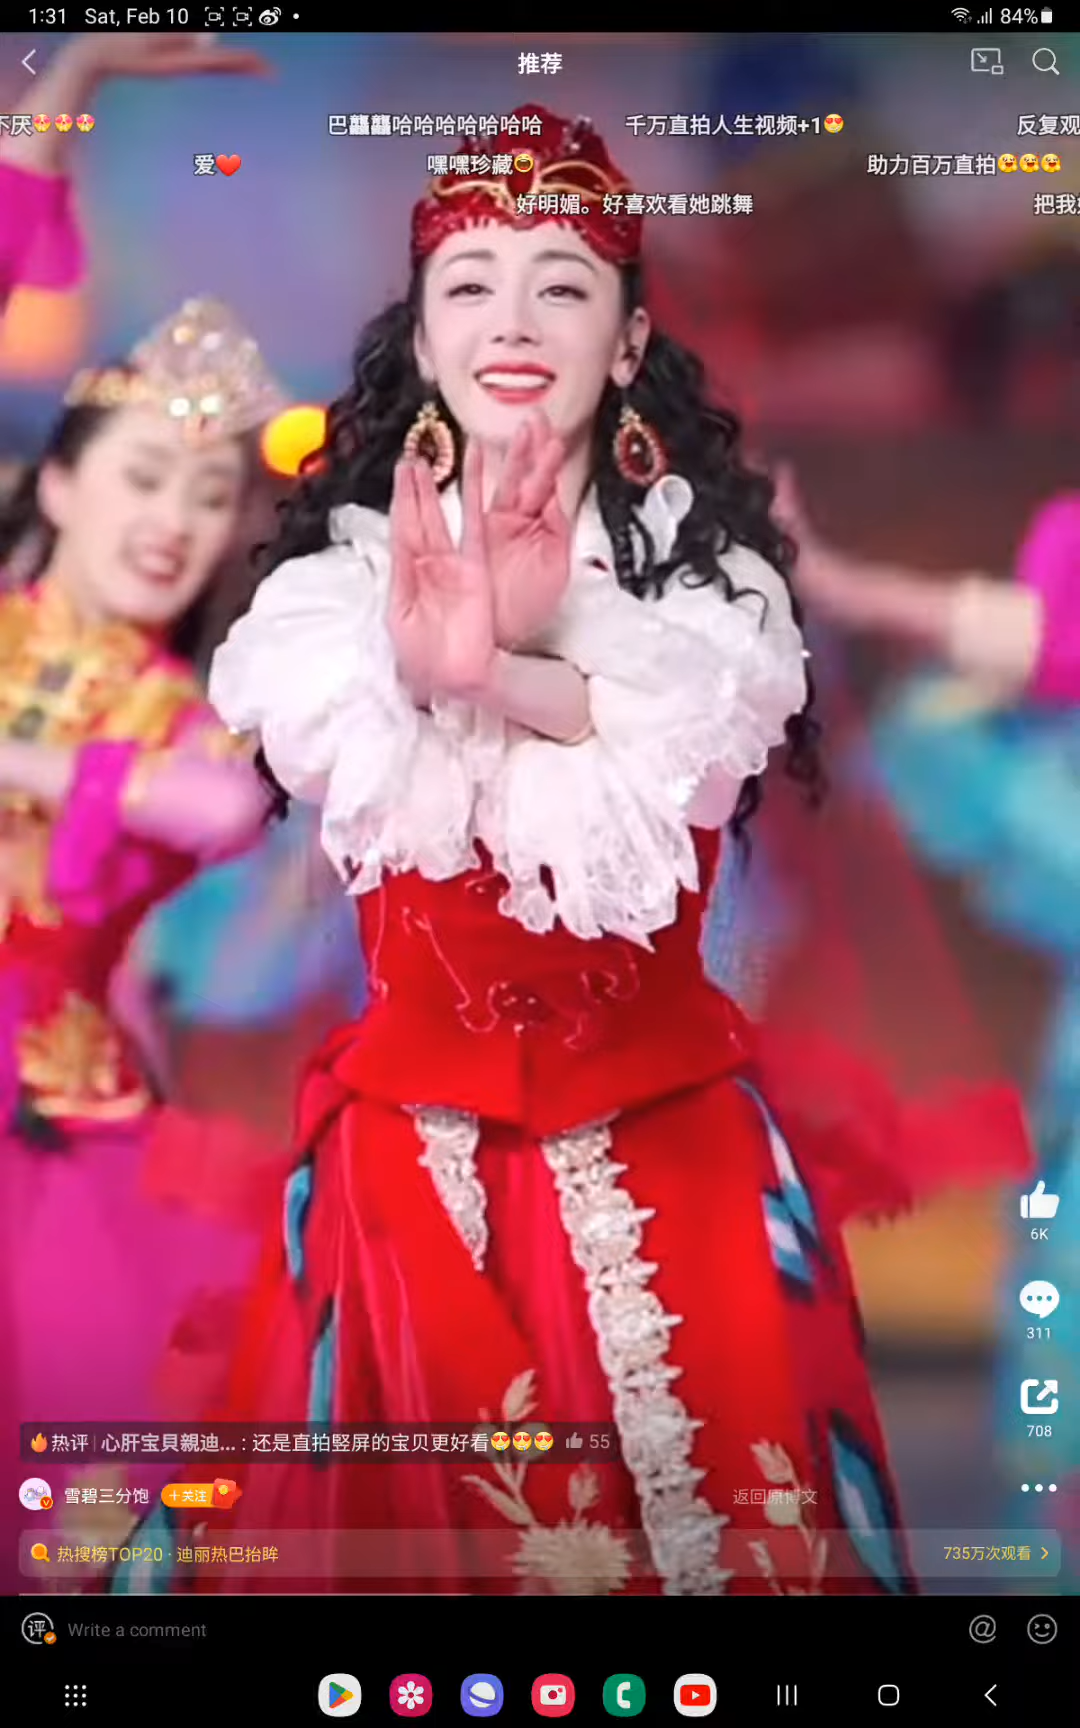 1:31 Sat, Feb 10
84%
推荐
不厌😍😍😍
巴龘龘哈哈哈哈哈哈哈
千万直拍人生视频+1😍
反复观
爱❤️
嘿嘿珍藏😊
助力百万直拍😄😄😄
好明媚。好喜欢看她跳舞
把我
6K
311
708
热评 心肝宝贝親迪... : 还是直拍竖屏的宝贝更好看😍😍😍 55
雪碧三分饱 +关注
返回原博文
热搜榜TOP20 · 迪丽热巴抬眸
735万次观看
评 Write a comment